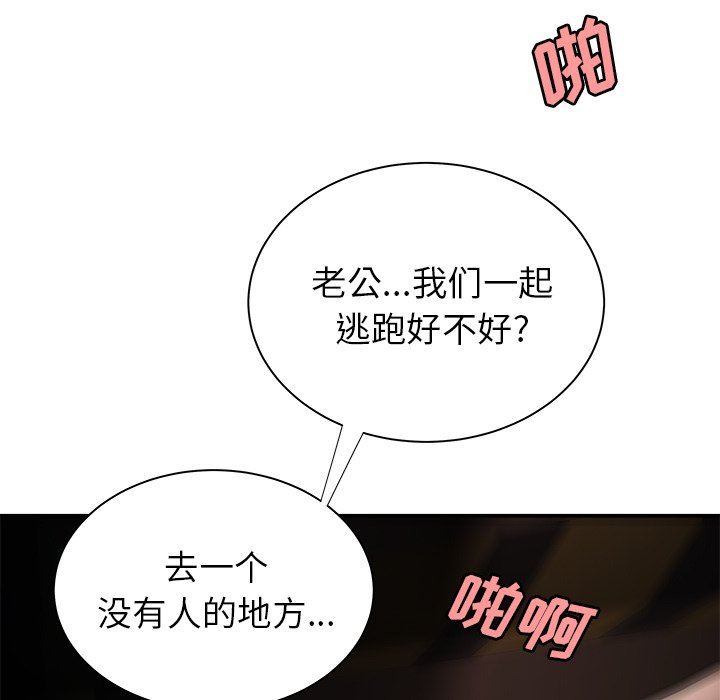 啪
老公...我们一起
逃跑好不好?
去一个
没有人的地方...
啪啊